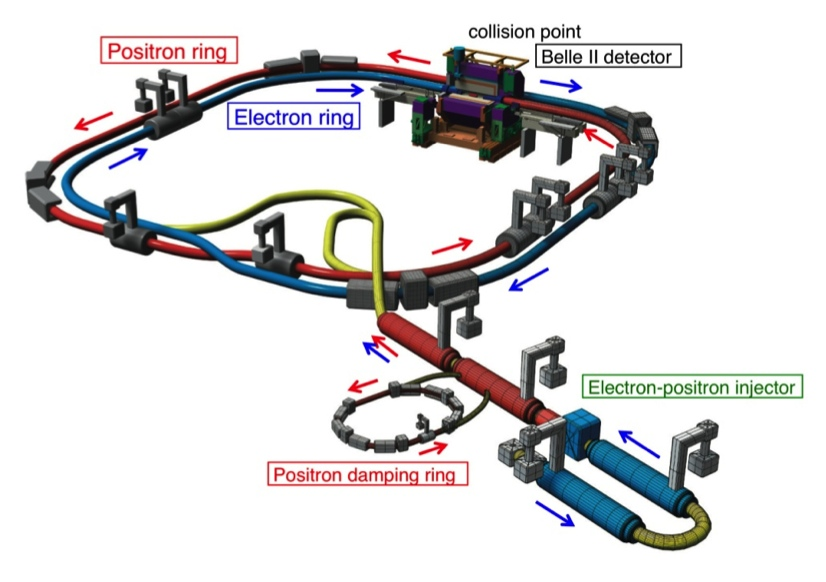 collision point
Positron ring
Belle II detector
Electron ring
Electron-positron injector
Positron damping ring